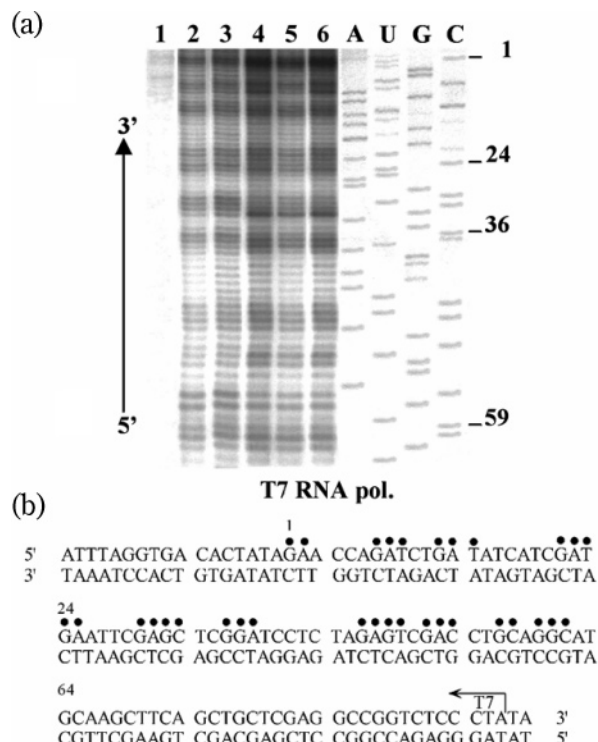 (a)
1 2 3 4 5 6 A U G C
1
3'
24
36
59
5'
T7 RNA pol.
(b)
1
5' ATTTAGGTGA CACTATAGAA CCAGATCTGA TATCATCGAT
3' TAAATCCACT GTGATATCTT GGTCTAGACT ATAGTAGCTA
24
GAATTCGAGC TCGGATCCTC TAGAGTCGAC CTGCAGGCAT
CTTAAGCTCG AGCCTAGGAG ATCTCAGCTG GACGTCCGTA
64
T7
GCAAGCTTCA GCTGCTCGAG GCCGGTCTCC CTATA 3'
CGTTCGAAGT CGACGAGCTC CGGCCAGAGG GATAT 5'